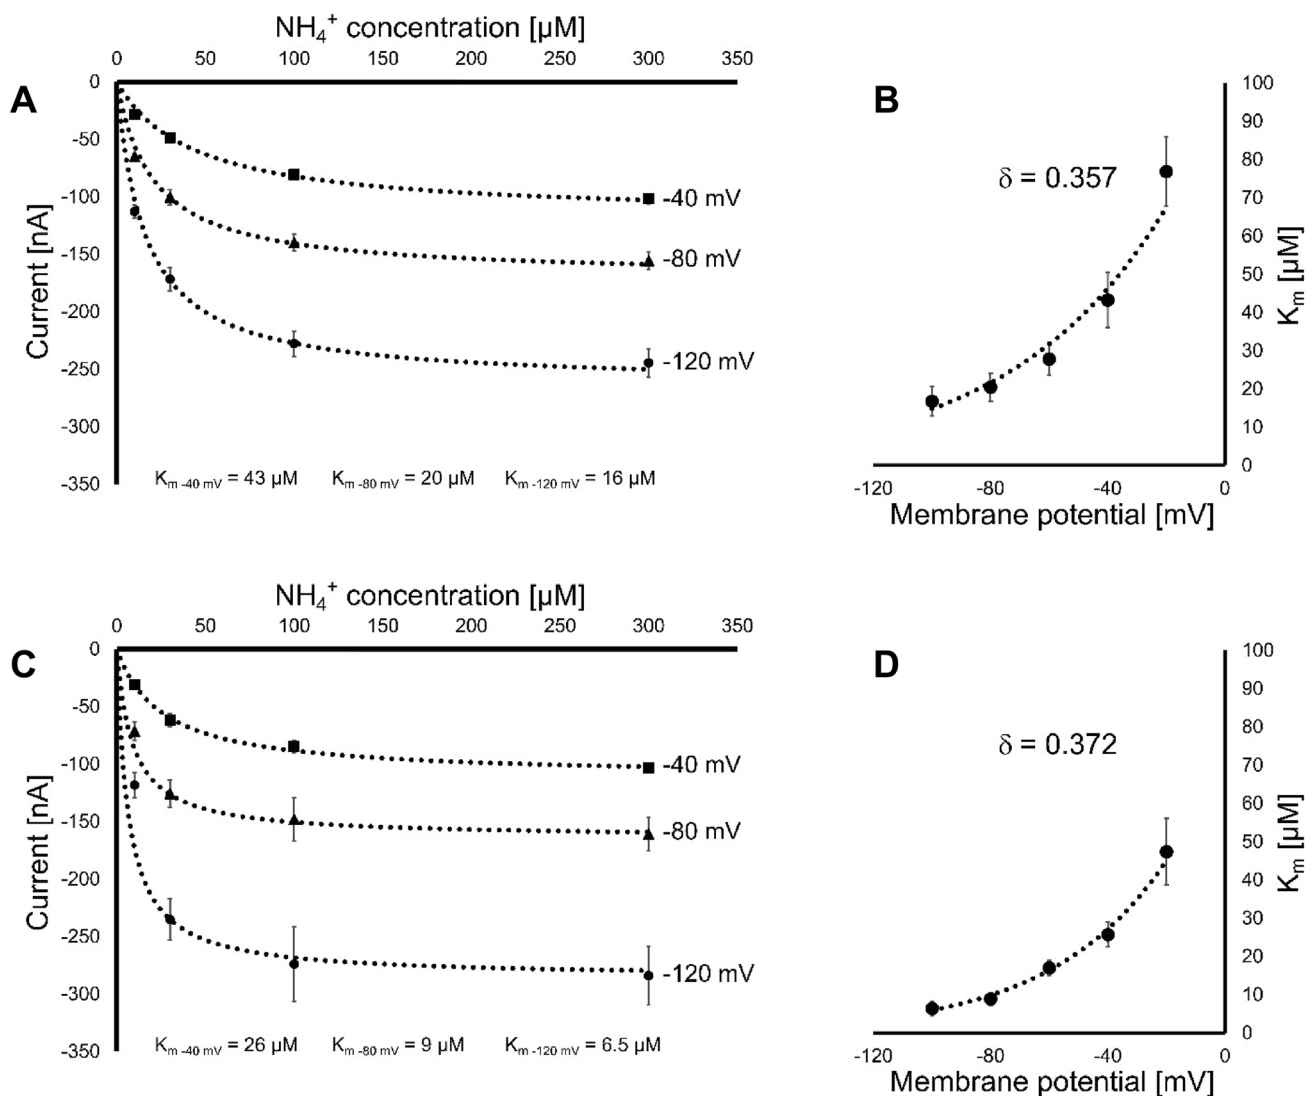 NH₄⁺ concentration [µM]
0 50 100 150 200 250 300 350
A
0
-50
-100
-150
-200
-250
-300
-350
Current [nA]
-40 mV
-80 mV
-120 mV
Km -40 mV = 43 µM Km -80 mV = 20 µM Km -120 mV = 16 µM
B
δ = 0.357
100
90
80
70
60
50
40
30
20
10
0
Km [µM]
-120 -80 -40 0
Membrane potential [mV]
NH₄⁺ concentration [µM]
0 50 100 150 200 250 300 350
C
0
-50
-100
-150
-200
-250
-300
-350
Current [nA]
-40 mV
-80 mV
-120 mV
Km -40 mV = 26 µM Km -80 mV = 9 µM Km -120 mV = 6.5 µM
D
δ = 0.372
100
90
80
70
60
50
40
30
20
10
0
Km [µM]
-120 -80 -40 0
Membrane potential [mV]